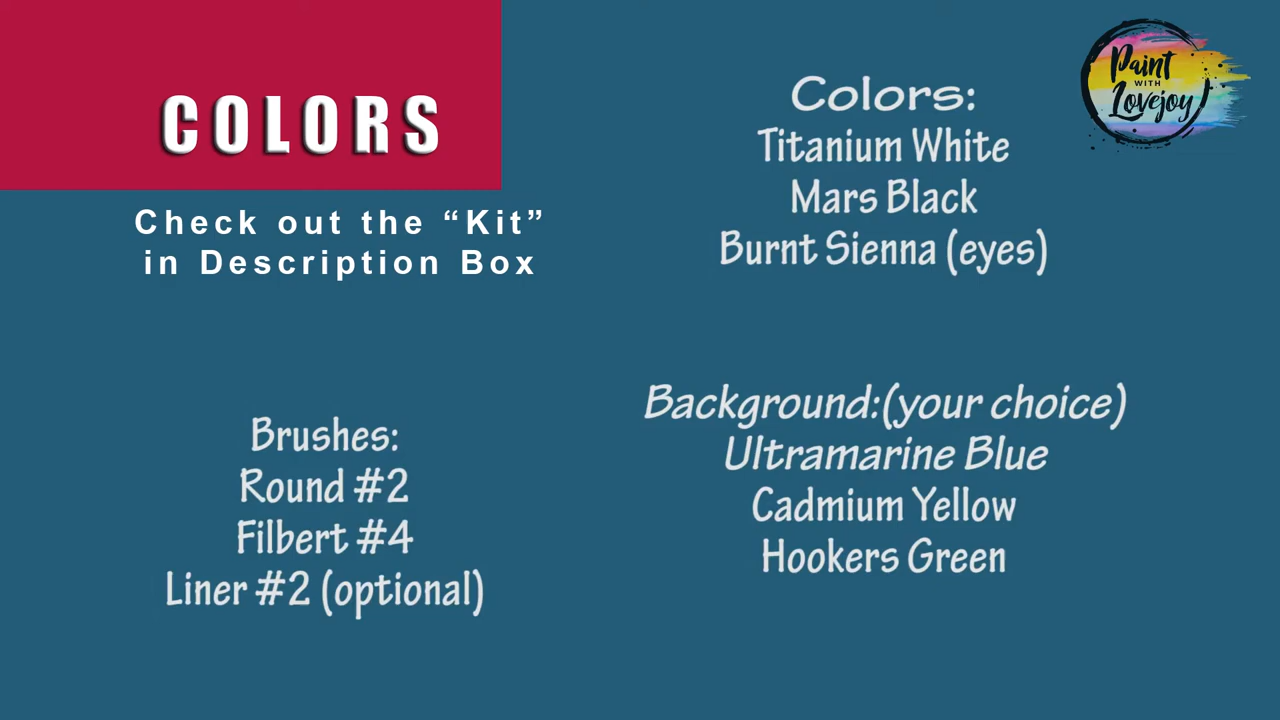 COLORS
Check out the “Kit”
in Description Box
Colors:
Titanium White
Mars Black
Burnt Sienna (eyes)
Paint
WITH
Lovejoy
Brushes:
Round #2
Filbert #4
Liner #2 (optional)
Background:(your choice)
Ultramarine Blue
Cadmium Yellow
Hookers Green